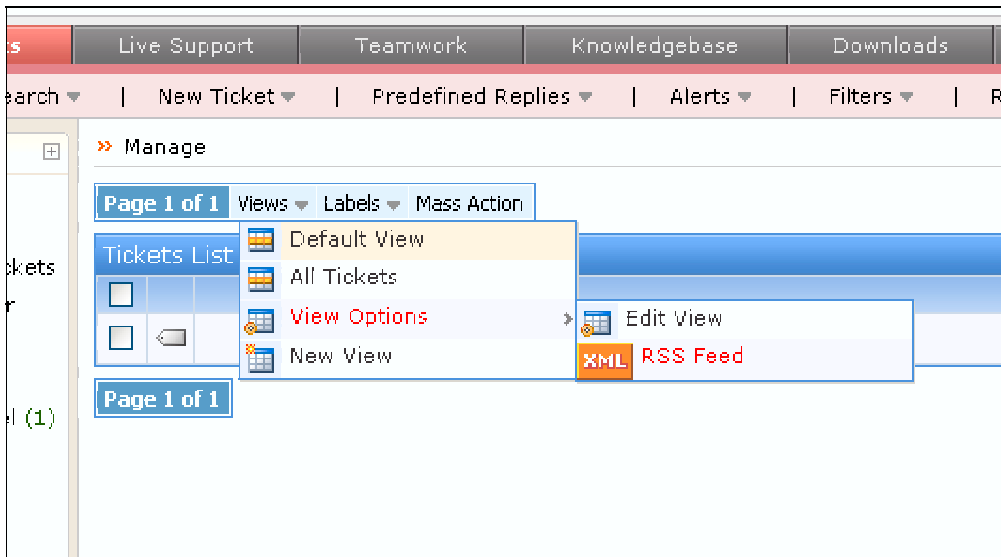 Live Support Teamwork Knowledgebase Downloads
New Ticket | Predefined Replies | Alerts | Filters |
» Manage
Page 1 of 1 Views Labels Mass Action
Default View
Tickets List
All Tickets
View Options
Edit View
New View
RSS Feed
XML
Page 1 of 1
(1)